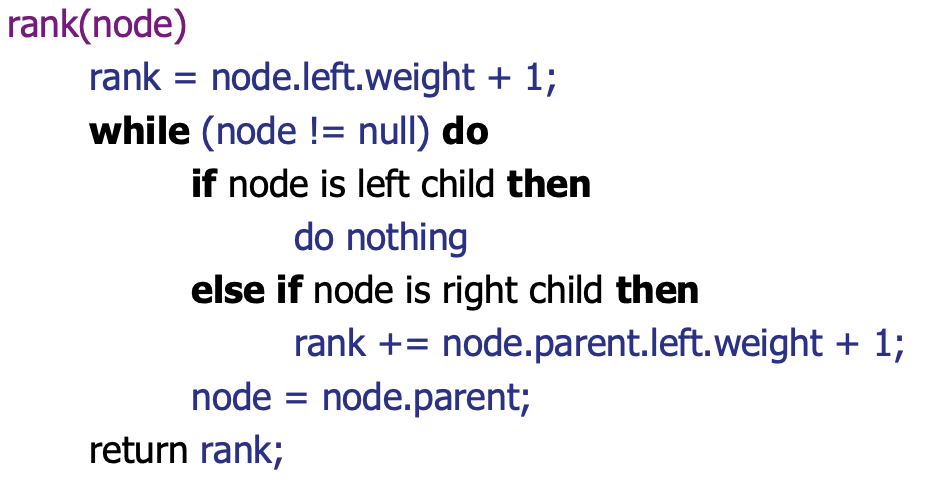 rank(node)
rank = node.left.weight + 1;
while (node != null) do
if node is left child then
do nothing
else if node is right child then
rank += node.parent.left.weight + 1;
node = node.parent;
return rank;